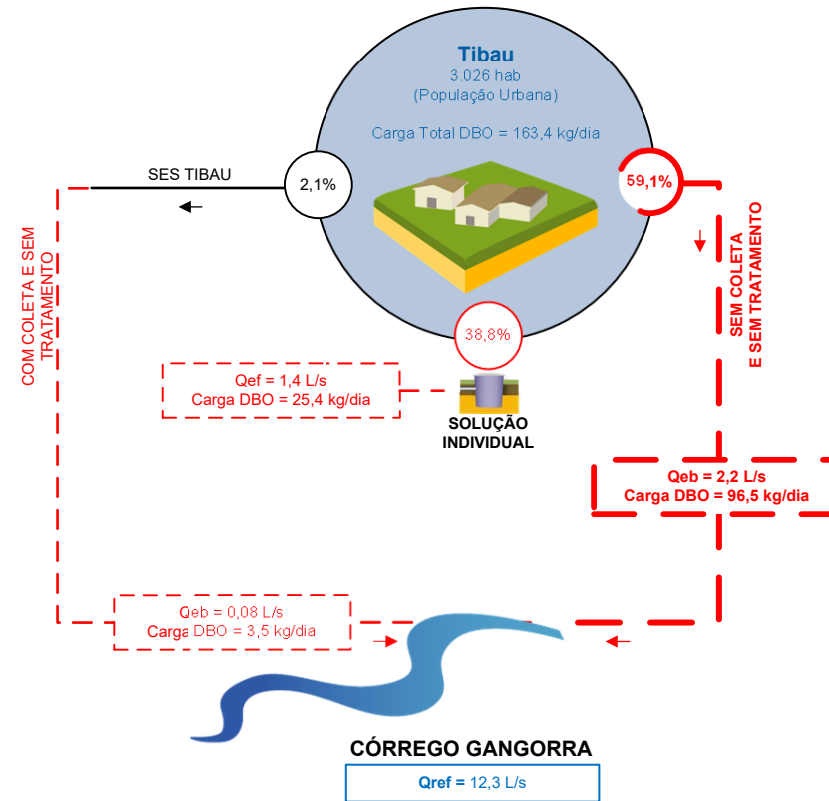 Tibau
3.026 hab
(População Urbana)
Carga Total DBO = 163,4 kg/dia
SES TIBAU
2,1%
59,1%
COM COLETA E SEM
TRATAMENTO
SEM COLETA
E SEM TRATAMENTO
38,8%
Qef = 1,4 L/s
Carga DBO = 25,4 kg/dia
SOLUÇÃO
INDIVIDUAL
Qeb = 2,2 L/s
Carga DBO = 96,5 kg/dia
Qeb = 0,08 L/s
Carga DBO = 3,5 kg/dia
CÓRREGO GANGORRA
Qref = 12,3 L/s